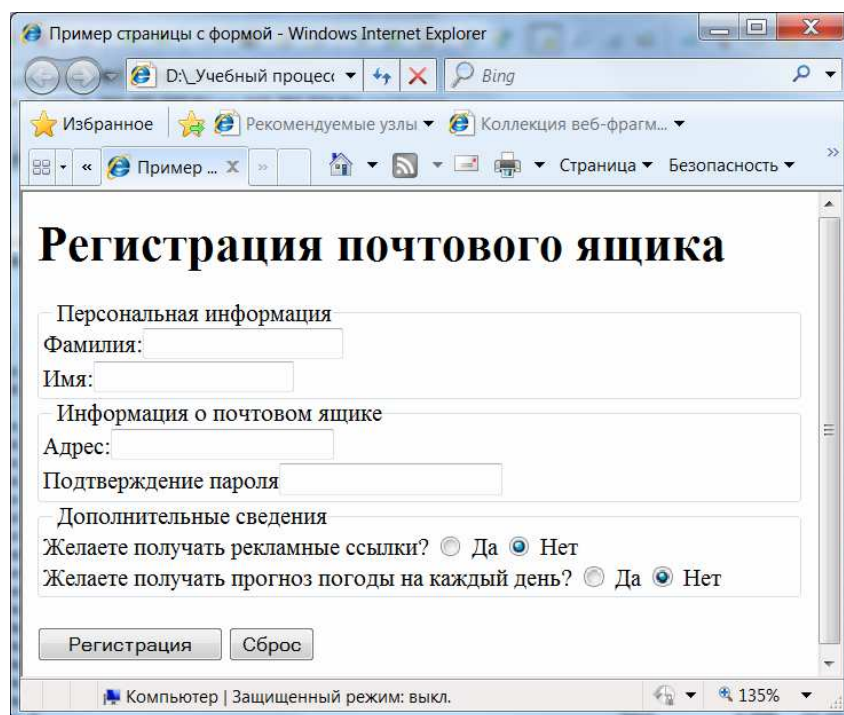 Пример страницы с формой - Windows Internet Explorer
D:\_Учебный процесс Bing
Избранное Рекомендуемые узлы Коллекция веб-фрагм...
« Пример ... X » Страница Безопасность »
Регистрация почтового ящика
Персональная информация
Фамилия:
Имя:
Информация о почтовом ящике
Адрес:
Подтверждение пароля
Дополнительные сведения
Желаете получать рекламные ссылки? Да Нет
Желаете получать прогноз погоды на каждый день? Да Нет
Регистрация Сброс
Компьютер | Защищенный режим: выкл. 135%